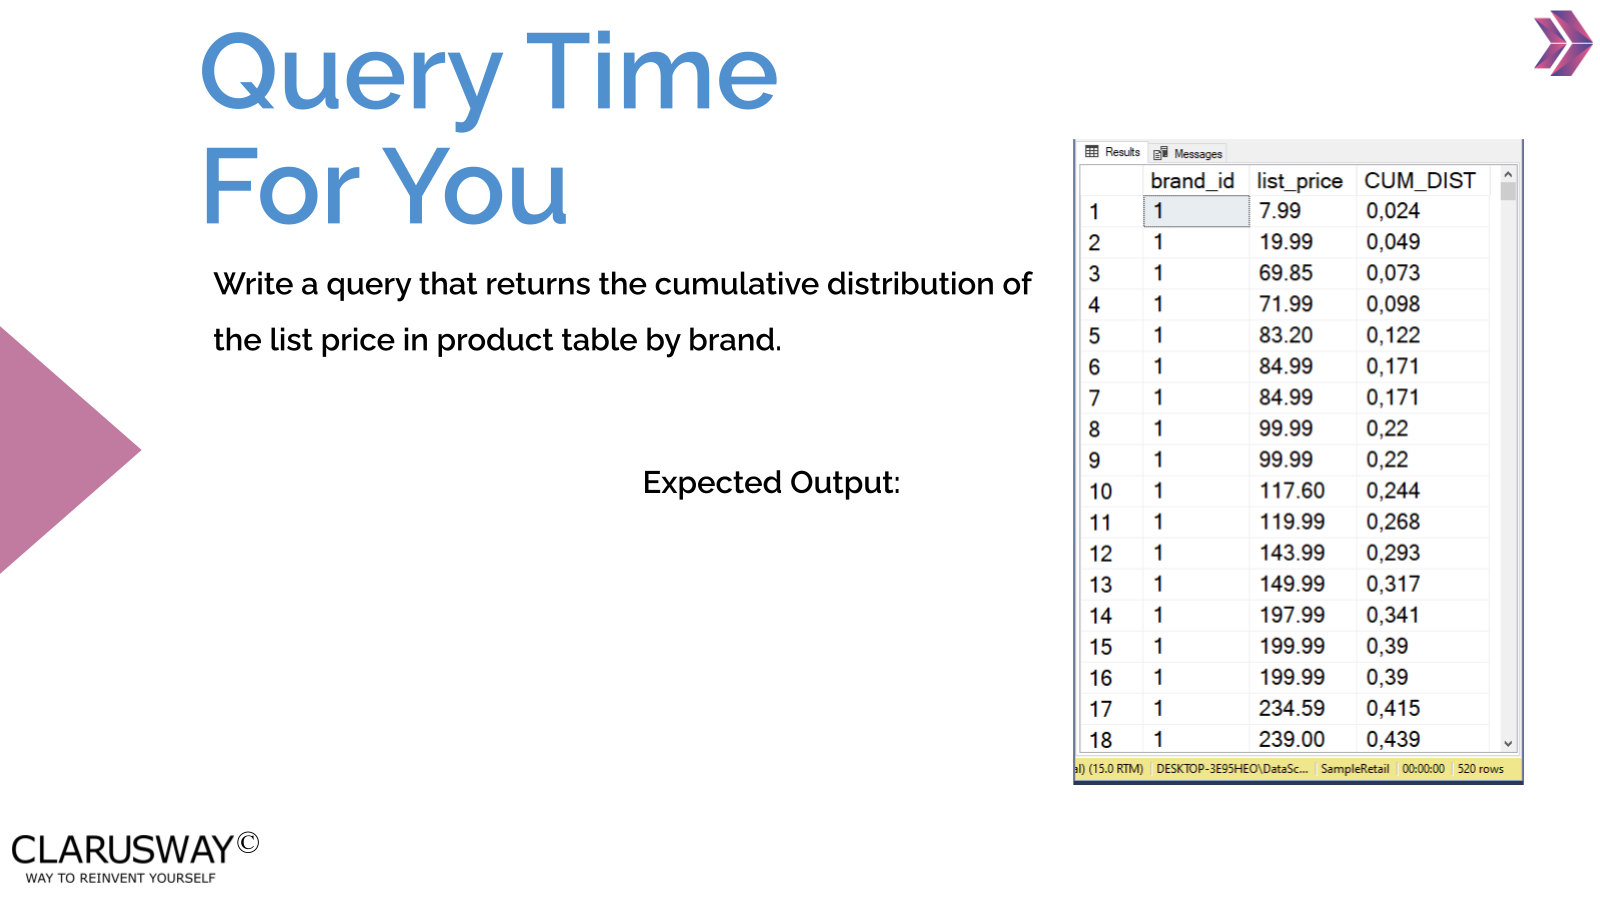 Query Time
For You
Write a query that returns the cumulative distribution of
the list price in product table by brand.
Expected Output:
Results Messages
brand_id list_price CUM_DIST
1 1 7.99 0,024
2 1 19.99 0,049
3 1 69.85 0,073
4 1 71.99 0,098
5 1 83.20 0,122
6 1 84.99 0,171
7 1 84.99 0,171
8 1 99.99 0,22
9 1 99.99 0,22
10 1 117.60 0,244
11 1 119.99 0,268
12 1 143.99 0,293
13 1 149.99 0,317
14 1 197.99 0,341
15 1 199.99 0,39
16 1 199.99 0,39
17 1 234.59 0,415
18 1 239.00 0,439
al) (15.0 RTM) DESKTOP-3E95HEO\DataSc... SampleRetail 00:00:00 520 rows
CLARUSWAY©
WAY TO REINVENT YOURSELF